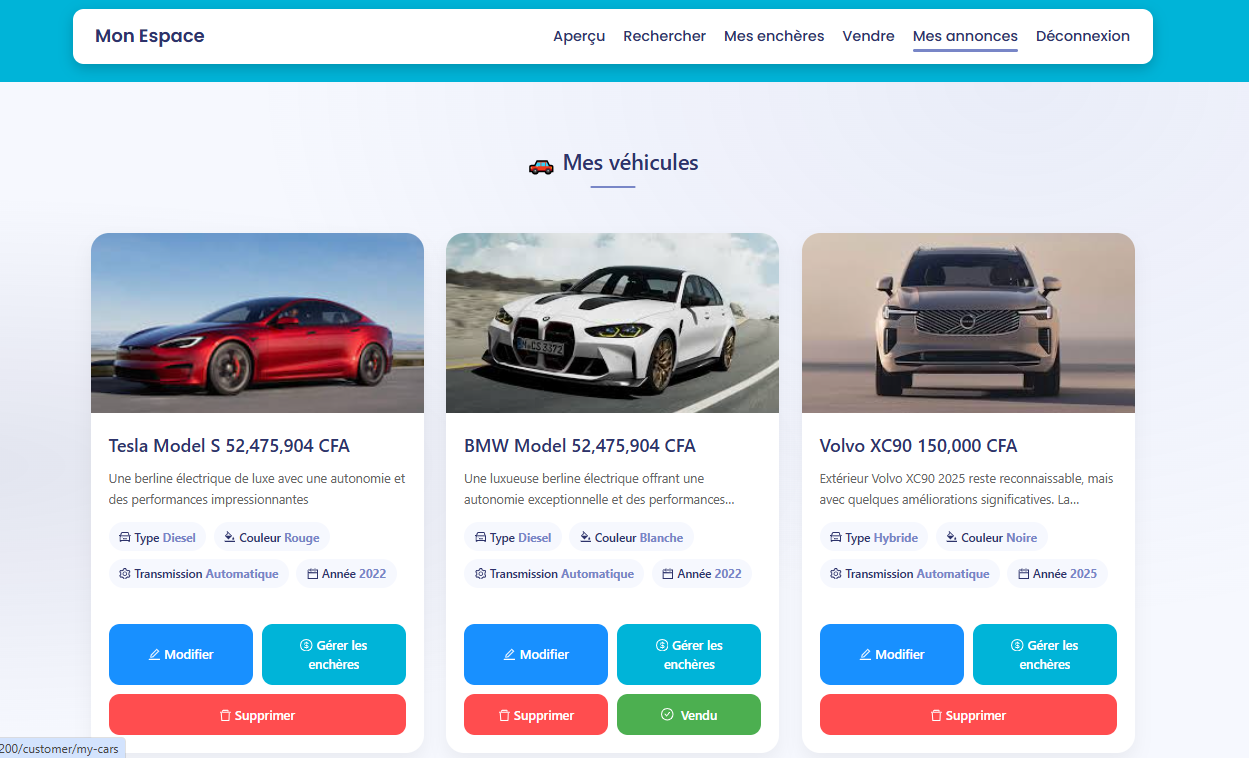 Mon Espace
Aperçu Rechercher Mes enchères Vendre Mes annonces Déconnexion
Mes véhicules
Tesla Model S 52,475,904 CFA
Une berline électrique de luxe avec une autonomie et
des performances impressionnantes
Type Diesel Couleur Rouge
Transmission Automatique Année 2022
Modifier
Gérer les
enchères
Supprimer
BMW Model 52,475,904 CFA
Une luxueuse berline électrique offrant une
autonomie exceptionnelle et des performances...
Type Diesel Couleur Blanche
Transmission Automatique Année 2022
Modifier
Gérer les
enchères
Supprimer
Vendu
Volvo XC90 150,000 CFA
Extérieur Volvo XC90 2025 reste reconnaissable, mais
avec quelques améliorations significatives. La...
Type Hybride Couleur Noire
Transmission Automatique Année 2025
Modifier
Gérer les
enchères
Supprimer
200/customer/my-cars